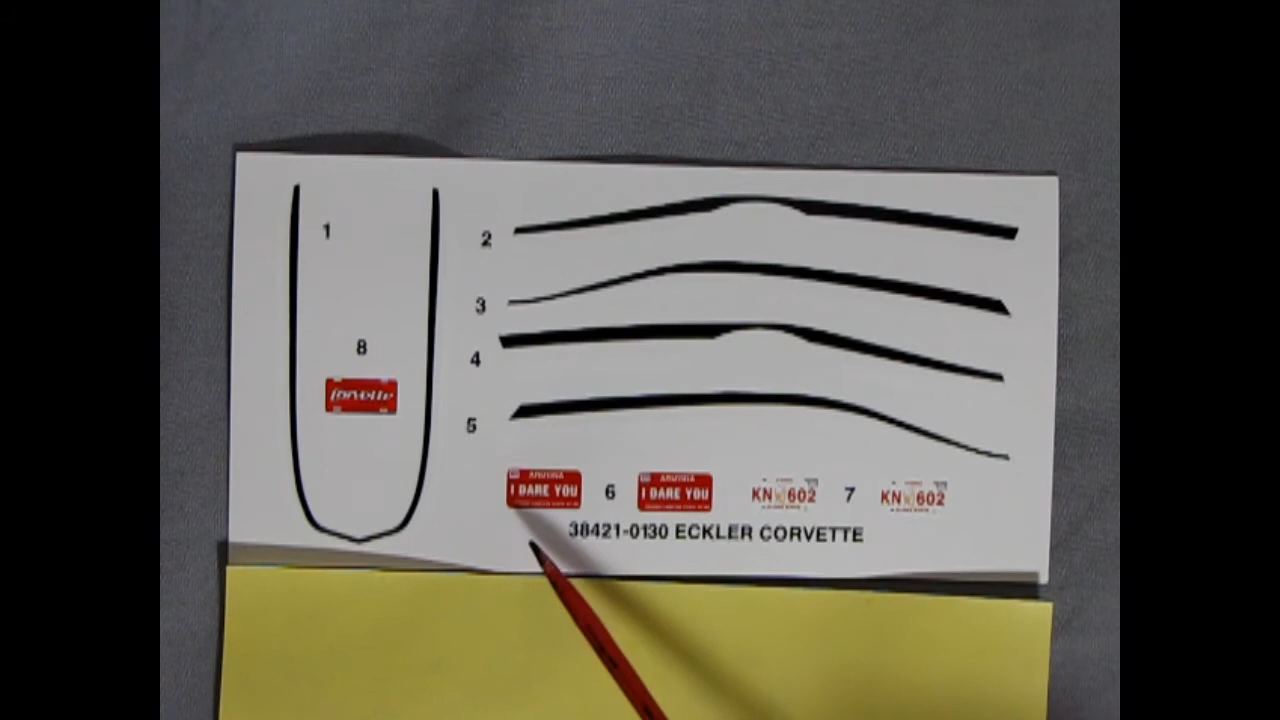 1
2
3
8
4
Corvette
5
ARIZONA
I DARE YOU
6
ARIZONA
I DARE YOU
KN 602
7
KN 602
38421-0130 ECKLER CORVETTE